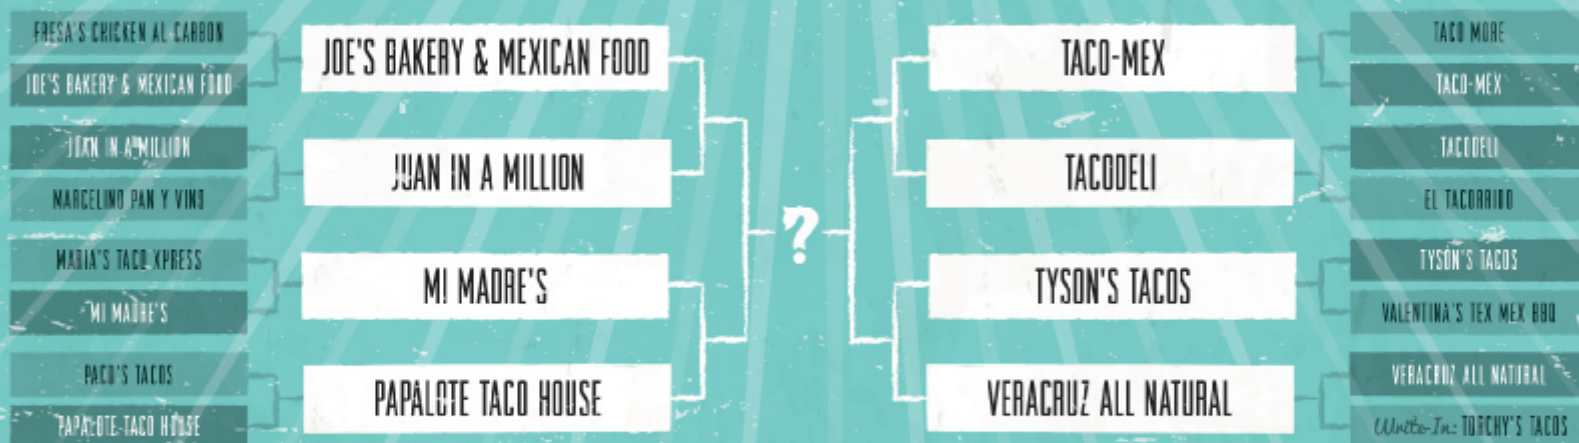 FRESA'S CHICKEN AL CARBON
JOE'S BAKERY & MEXICAN FOOD
JUAN IN A MILLION
MARCELINO PAN Y VINO
MARIA'S TACO XPRESS
MI MADRE'S
PACO'S TACOS
PAPALOTE TACO HOUSE
JOE'S BAKERY & MEXICAN FOOD
JUAN IN A MILLION
MI MADRE'S
PAPALOTE TACO HOUSE
?
TACO-MEX
TACODELI
TYSON'S TACOS
VERACRUZ ALL NATURAL
TACO MORE
TACO-MEX
TACODELI
EL TACORRIDO
TYSON'S TACOS
VALENTINA'S TEX MEX BBQ
VERACRUZ ALL NATURAL
Write-In: TORCHY'S TACOS